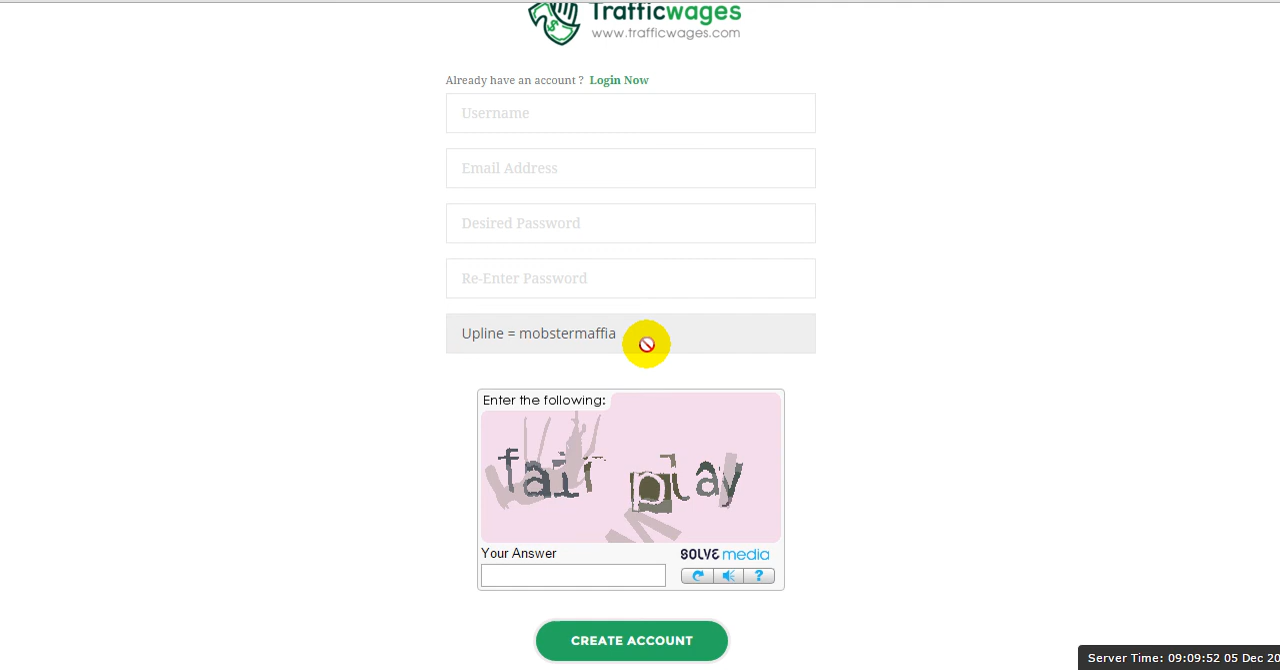 Trafficwages
www.trafficwages.com
Already have an account ? Login Now
Username
Email Address
Desired Password
Re-Enter Password
Upline = mobstermaffia
Enter the following:
fair play
Your Answer
SOLVE media
?
CREATE ACCOUNT
Server Time: 09:09:52 05 Dec 20